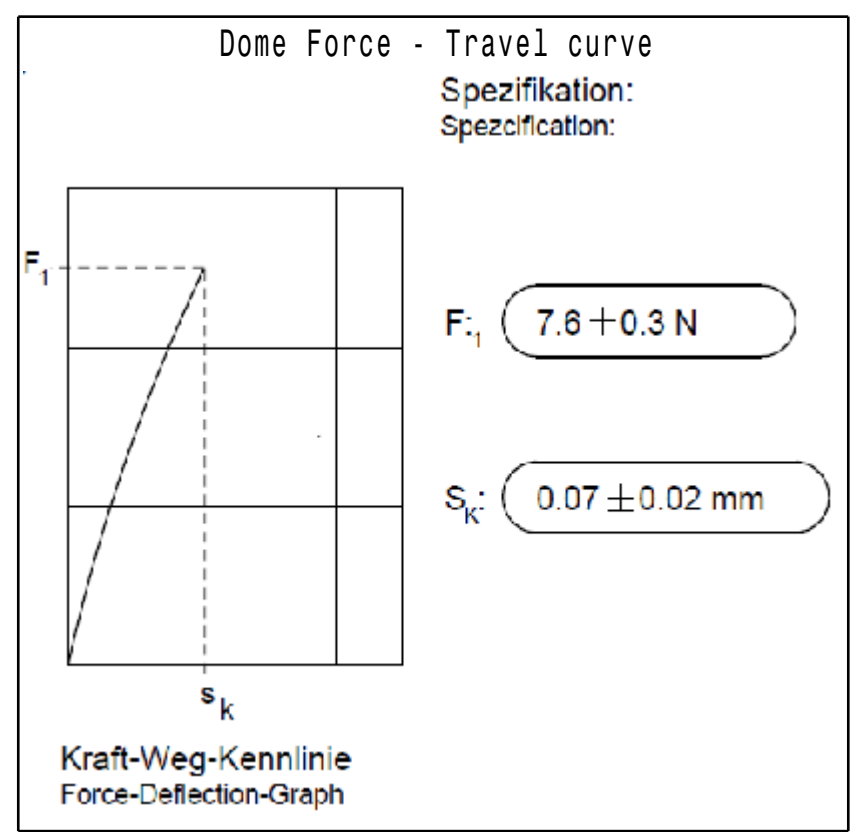 Dome Force - Travel curve
Spezifikation:
Spezcification:
F1
F:1 7.6+0.3 N
SK: 0.07±0.02 mm
sk
Kraft-Weg-Kennlinie
Force-Deflection-Graph